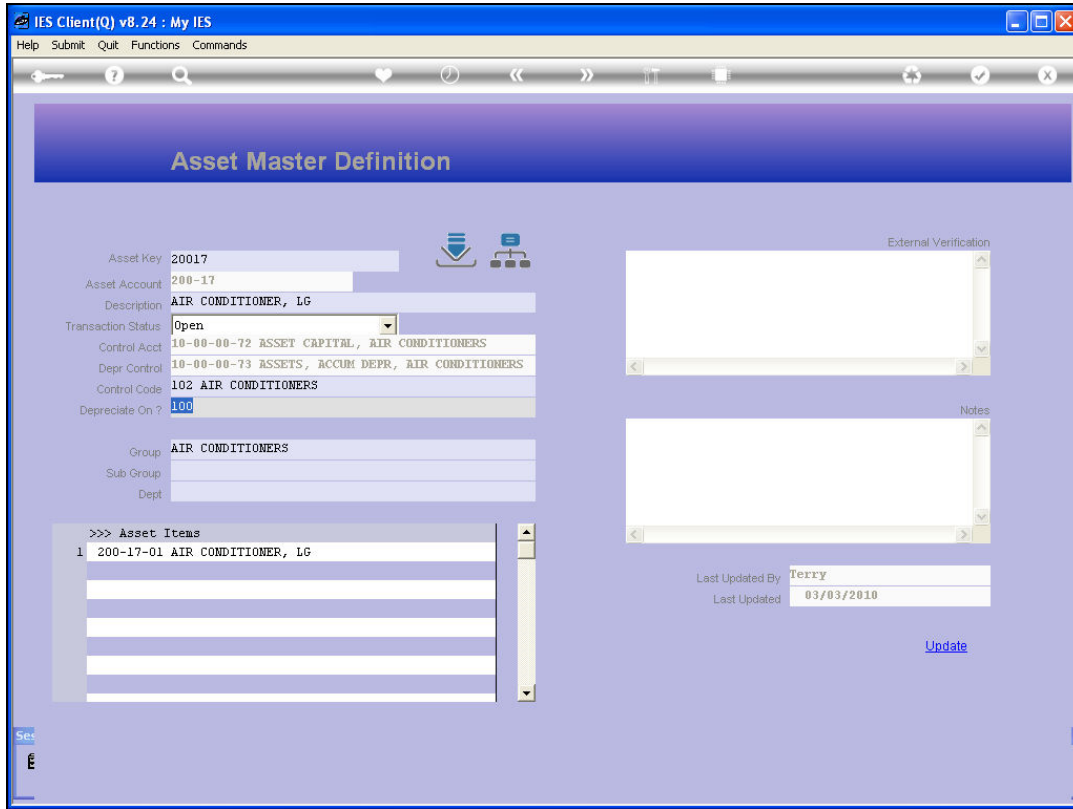 IES Client(Q) v8.24 : My IES
Help Submit Quit Functions Commands
Asset Master Definition
Asset Key 20017
Asset Account 200-17
Description AIR CONDITIONER, LG
Transaction Status Open
Control Acct 10-00-00-72 ASSET CAPITAL, AIR CONDITIONERS
Depr Control 10-00-00-73 ASSETS, ACCUM DEPR, AIR CONDITIONERS
Control Code 102 AIR CONDITIONERS
Depreciate On ? 100
Group AIR CONDITIONERS
Sub Group
Dept
>>> Asset Items
1 200-17-01 AIR CONDITIONER, LG
External Verification
Notes
Last Updated By Terry
Last Updated 03/03/2010
Update
Ses